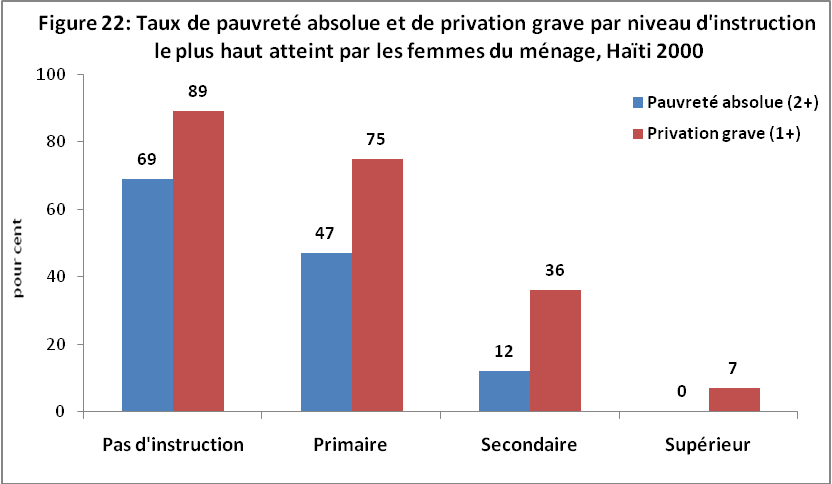 Figure 22: Taux de pauvreté absolue et de privation grave par niveau d'instruction
le plus haut atteint par les femmes du ménage, Haïti 2000
pour cent
100
80
60
40
20
0
Pauvreté absolue (2+)
Privation grave (1+)
69
89
47
75
12
36
0
7
Pas d'instruction
Primaire
Secondaire
Supérieur